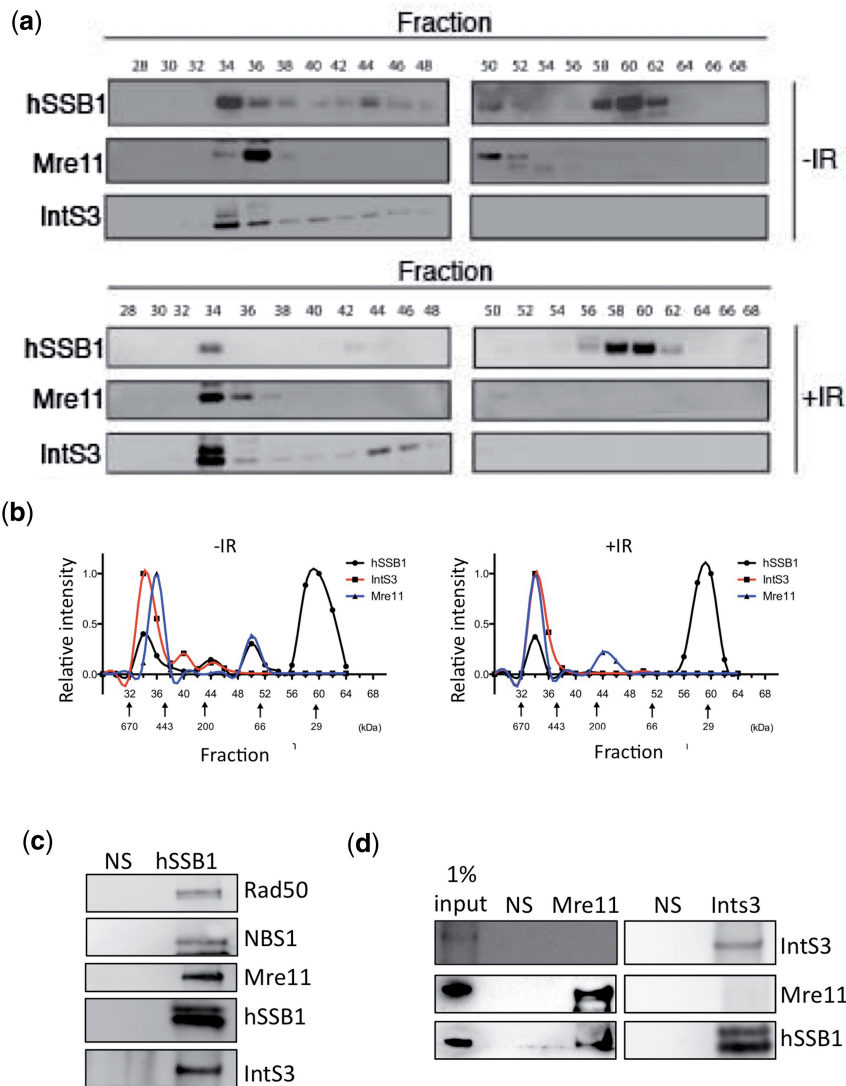 (a)
Fraction
28 30 32 34 36 38 40 42 44 46 48 50 52 54 56 58 60 62 64 66 68
hSSB1
Mre11
IntS3
-IR
Fraction
28 30 32 34 36 38 40 42 44 46 48 50 52 54 56 58 60 62 64 66 68
hSSB1
Mre11
IntS3
+IR
(b)
-IR
Relative intensity
1.0
0.5
0.0
hSSB1
IntS3
Mre11
32 36 40 44 48 52 56 60 64 68
670 443 200 66 29 (kDa)
Fraction
+IR
Relative intensity
1.0
0.5
0.0
hSSB1
IntS3
Mre11
32 36 40 44 48 52 56 60 64 68
670 443 200 66 29 (kDa)
Fraction
(c)
NS hSSB1
Rad50
NBS1
Mre11
hSSB1
IntS3
(d)
1%
input NS Mre11 NS Ints3
IntS3
Mre11
hSSB1